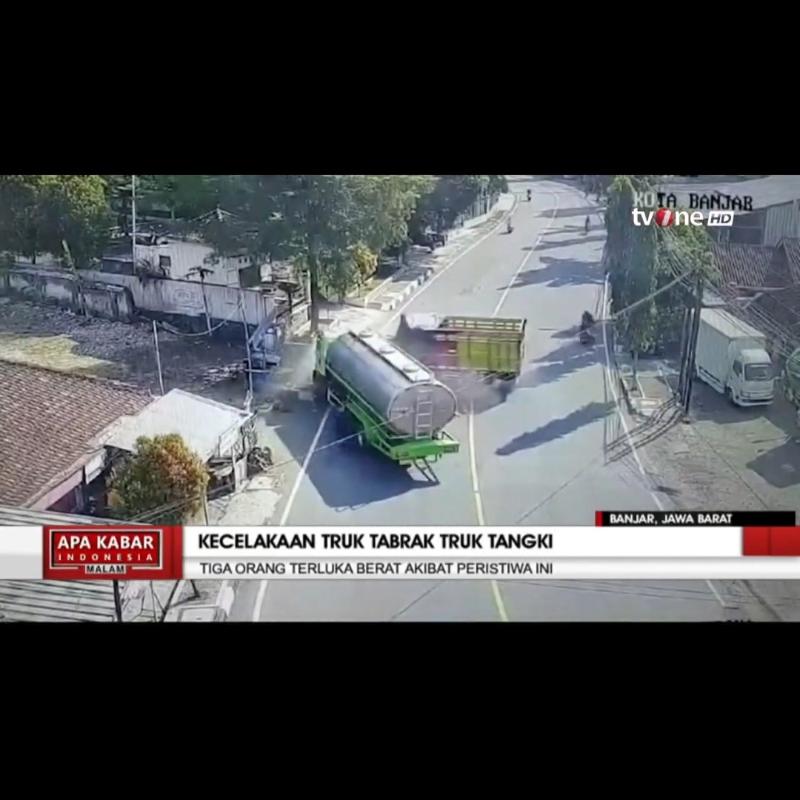 KOTA BANJAR
tvOne HD
BANJAR, JAWA BARAT
APA KABAR
INDONESIA
MALAM
KECELAKAAN TRUK TABRAK TRUK TANGKI
TIGA ORANG TERLUKA BERAT AKIBAT PERISTIWA INI